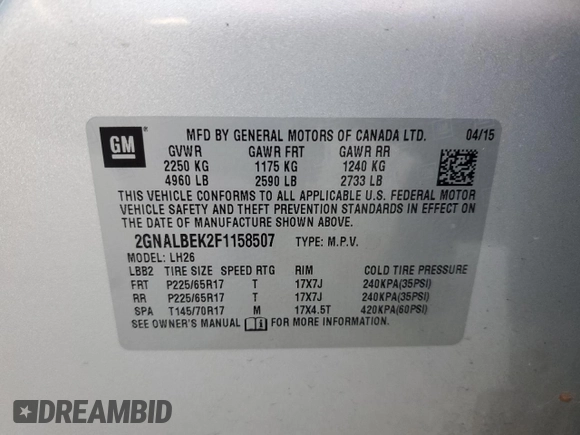 GM
MFD BY GENERAL MOTORS OF CANADA LTD. 04/15
GVWR GAWR FRT GAWR RR
2250 KG 1175 KG 1240 KG
4960 LB 2590 LB 2733 LB
THIS VEHICLE CONFORMS TO ALL APPLICABLE U.S. FEDERAL MOTOR
VEHICLE SAFETY AND THEFT PREVENTION STANDARDS IN EFFECT ON
THE DATE OF MANUFACTURE SHOWN ABOVE.
2GNALBEK2F1158507 TYPE: M.P.V.
MODEL: LH26
LBB2 TIRE SIZE SPEED RTG RIM COLD TIRE PRESSURE
FRT P225/65R17 T 17X7J 240KPA(35PSI)
RR P225/65R17 T 17X7J 240KPA(35PSI)
SPA T145/70R17 M 17X4.5T 420KPA(60PSI)
SEE OWNER'S MANUAL FOR MORE INFORMATION.
DREAMBID